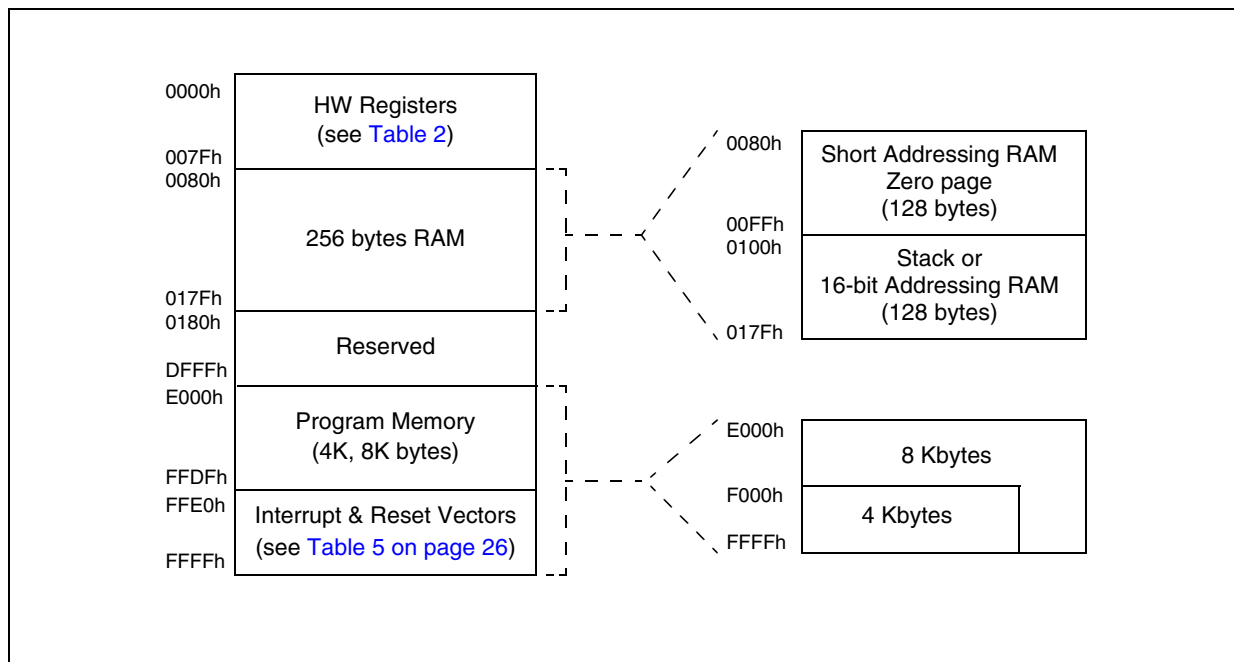 0000h
HW Registers
(see Table 2)
007Fh
0080h
256 bytes RAM
017Fh
0180h
Reserved
DFFFh
E000h
Program Memory
(4K, 8K bytes)
FFDFh
FFE0h
Interrupt & Reset Vectors
(see Table 5 on page 26)
FFFFh
0080h
Short Addressing RAM
Zero page
(128 bytes)
00FFh
0100h
Stack or
16-bit Addressing RAM
(128 bytes)
017Fh
E000h
8 Kbytes
F000h
4 Kbytes
FFFFh